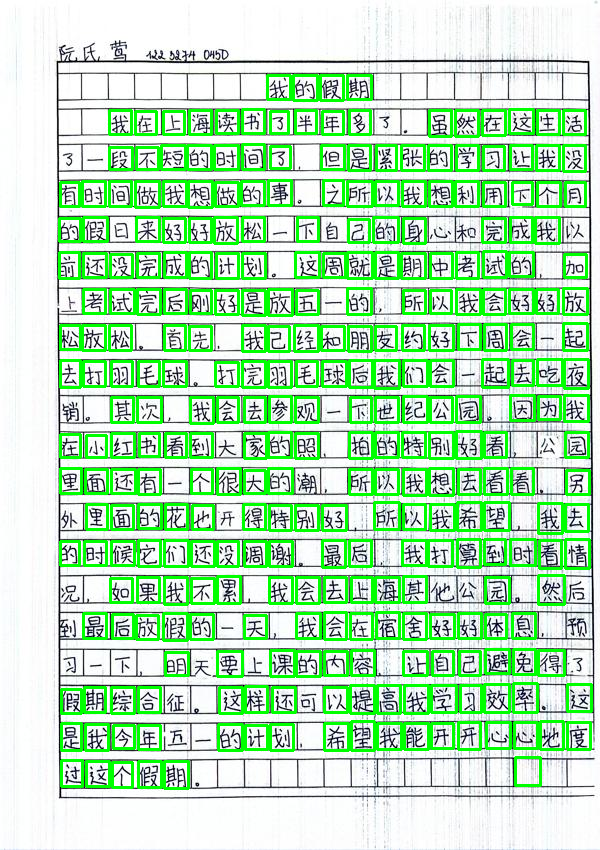 阮氏莺 122 3274 0450
我的假期
我在上海读书了半年多了。虽然在这生活
了一段不短的时间了,但是紧张的学习让我没
有时间做我想做的事。之所以我想利用下个月
的假日来好好放松一下自己的身心和完成我以
前还没完成的计划。这周就是期中考试的,加
上考试完后刚好是放五一的,所以我会好好放
松放松。首先,我己经和朋友约好下周会一起
去打羽毛球。打完羽毛球后我们会一起去吃夜
销。其次,我会去参观一下世纪公园。因为我
在小红书看到大家的照,拍的特别好看,公园
里面还有一个很大的潮,所以我想去看看。另
外里面的花也开得特别好,所以我希望,我去
的时候它们还没凋谢。最后,我打算到时看情
况,如果我不累,我会去上海其他公园。然后
到最后放假的一天,我会在宿舍好好体息,预
习一下,明天要上课的内容,让自己避免得了
假期综合征。这样还可以提高我学习效率。这
是我今年五一的计划,希望我能开开心心地度
过这个假期。